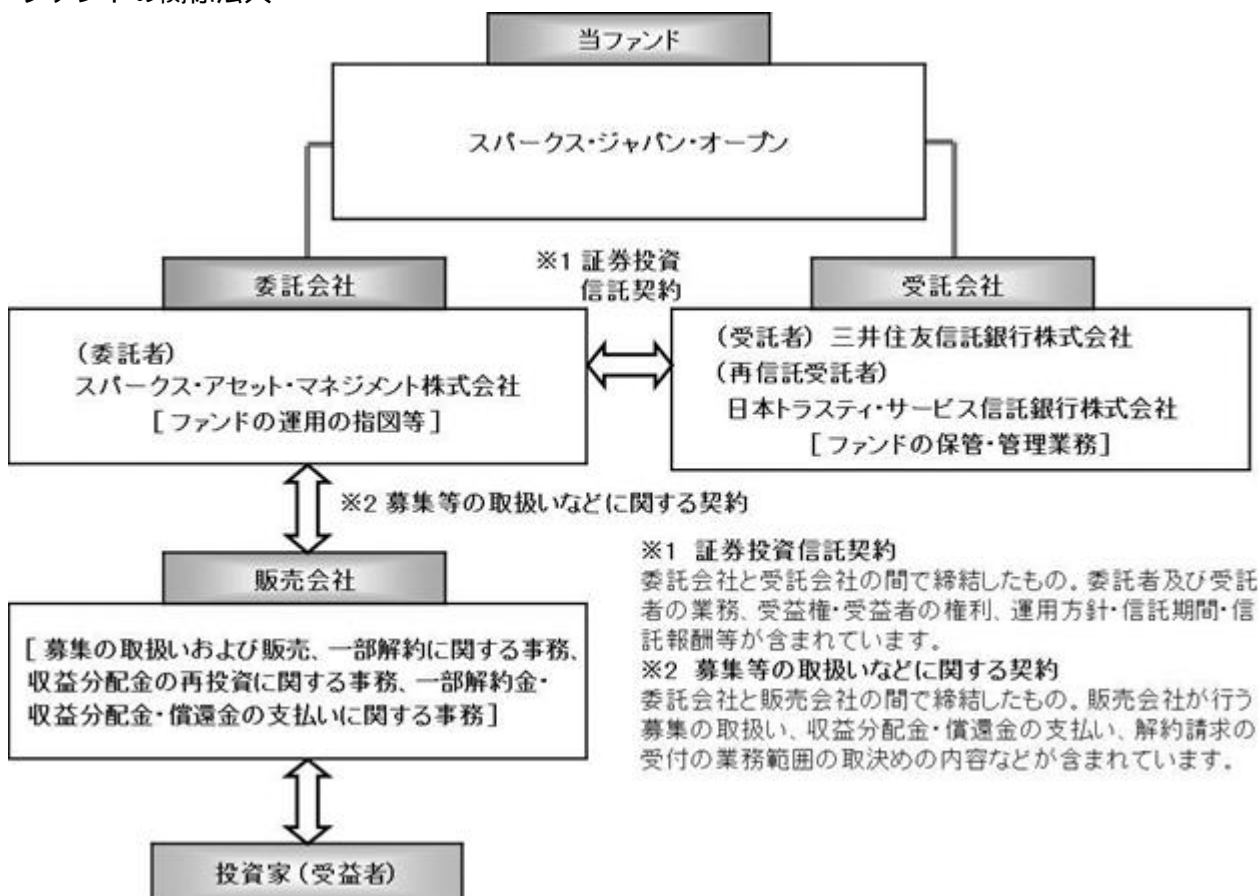 当ファンド
スパークス・ジャパン・オープン
委託会社
※1 証券投資
信託契約
受託会社
(委託者)
スパークス・アセット・マネジメント株式会社
[ファンドの運用の指図等]
(受託者) 三井住友信託銀行株式会社
(再信託受託者)
日本トラスティ・サービス信託銀行株式会社
[ファンドの保管・管理業務]
※2 募集等の取扱いなどに関する契約
販売会社
[募集の取扱いおよび販売、一部解約に関する事務、
収益分配金の再投資に関する事務、一部解約金・
収益分配金・償還金の支払いに関する事務]
※1 証券投資信託契約
委託会社と受託会社の間で締結したもの。委託者及び受託
者の業務、受益権・受益者の権利、運用方針・信託期間・信
託報酬等が含まれています。
※2 募集等の取扱いなどに関する契約
委託会社と販売会社の間で締結したもの。販売会社が行う
募集の取扱い、収益分配金・償還金の支払い、解約請求の
受付の業務範囲の取決めの内容などが含まれています。
投資家(受益者)